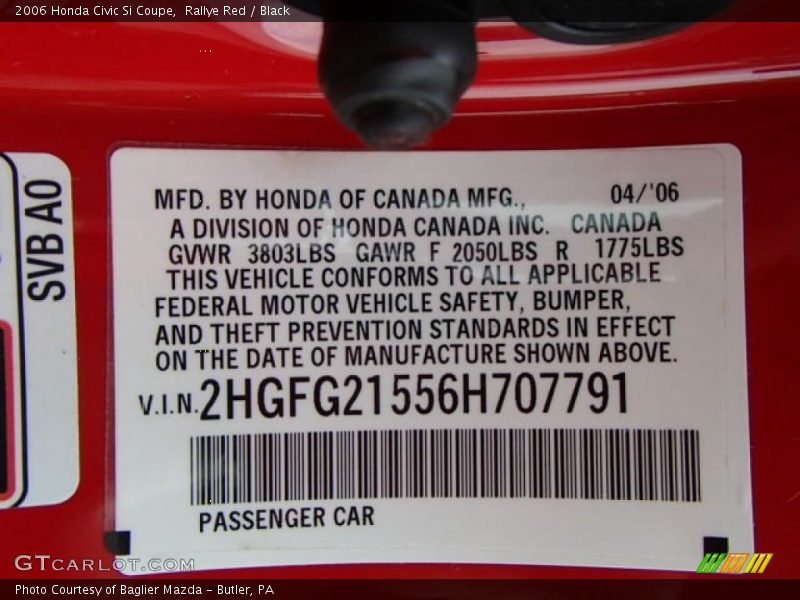 2006 Honda Civic Si Coupe,  Rallye Red / Black
SVB A0
MFD. BY HONDA OF CANADA MFG., 04/'06
A DIVISION OF HONDA CANADA INC. CANADA
GVWR 3803LBS GAWR F 2050LBS R 1775LBS
THIS VEHICLE CONFORMS TO ALL APPLICABLE
FEDERAL MOTOR VEHICLE SAFETY, BUMPER,
AND THEFT PREVENTION STANDARDS IN EFFECT
ON THE DATE OF MANUFACTURE SHOWN ABOVE.
V.I.N. 2HGFG21556H707791
PASSENGER CAR
GTCARLOT.COM
Photo Courtesy of Baglier Mazda - Butler, PA